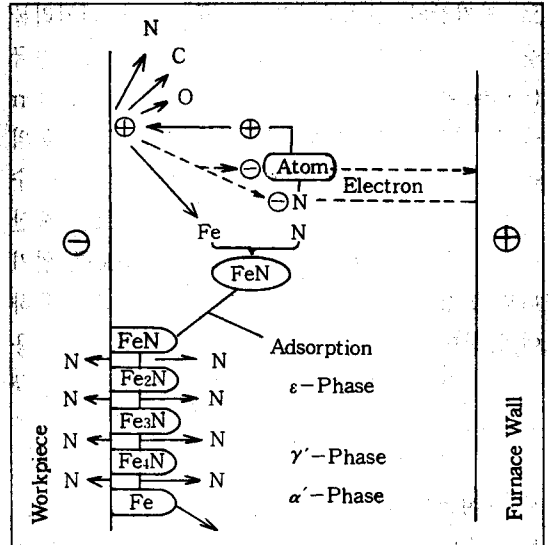 N
C
O
⊕ ⊕
⊖ Atom
Electron
⊖ N
Fe N
⊖ ⊕
FeN
FeN
Adsorption
N N
Fe₂N
ε-Phase
N N
Fe₃N
N N
Fe₄N
γ′-Phase
N N
Fe
α′-Phase
Workpiece
Furnace Wall